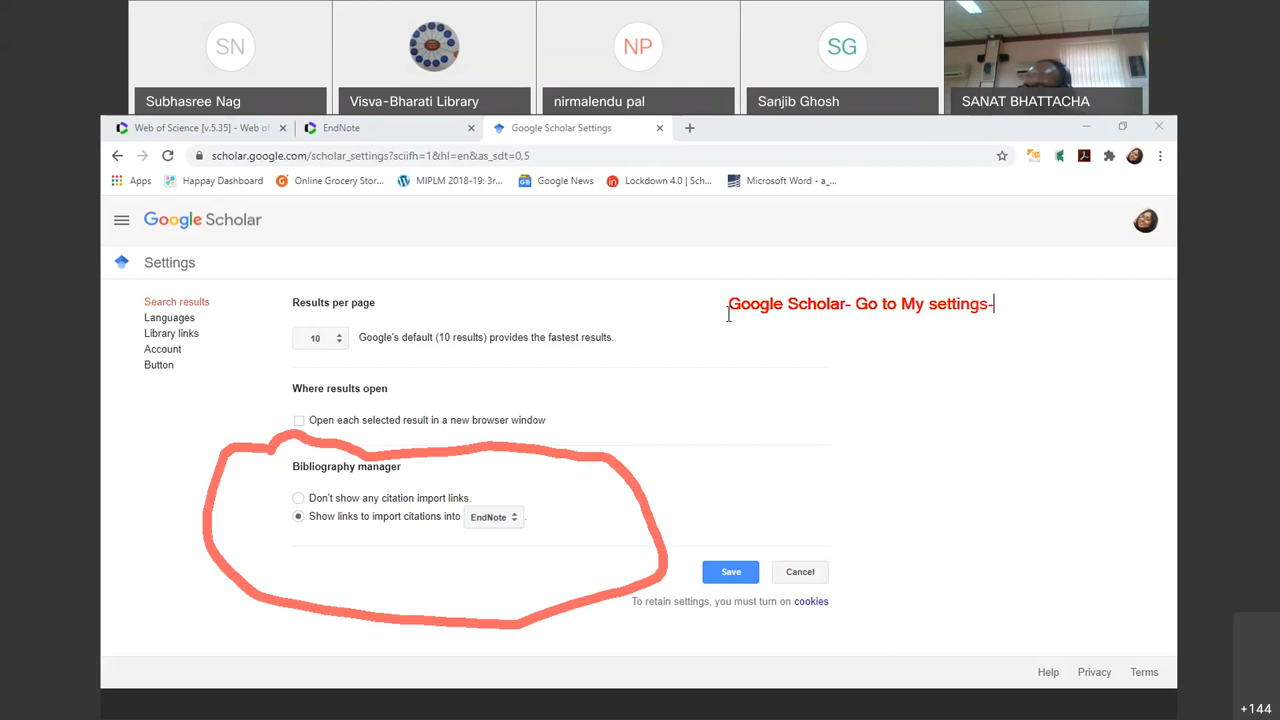 SN
NP
SG
Subhasree Nag
Visva-Bharati Library
nirmalendu pal
Sanjib Ghosh
SANAT BHATTACHA
Web of Science [v.5.35] - Web of
EndNote
Google Scholar Settings
scholar.google.com/scholar_settings?sciifh=1&hl=en&as_sdt=0,5
Apps
Happay Dashboard
Online Grocery Stor...
MIPLM 2018-19: 3r...
Google News
Lockdown 4.0 | Sch...
Microsoft Word - a_...
Google Scholar
Settings
Search results
Languages
Library links
Account
Button
Results per page
10
Google's default (10 results) provides the fastest results.
Google Scholar- Go to My settings-
Where results open
Open each selected result in a new browser window
Bibliography manager
Don't show any citation import links.
Show links to import citations into EndNote .
Save
Cancel
To retain settings, you must turn on cookies
Help
Privacy
Terms
+144